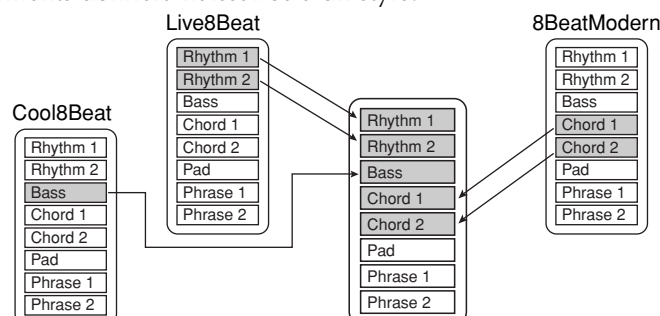 Live8Beat
Rhythm 1
Rhythm 2
Bass
Chord 1
Chord 2
Pad
Phrase 1
Phrase 2
8BeatModern
Rhythm 1
Rhythm 2
Bass
Chord 1
Chord 2
Pad
Phrase 1
Phrase 2
Cool8Beat
Rhythm 1
Rhythm 2
Bass
Chord 1
Chord 2
Pad
Phrase 1
Phrase 2
Rhythm 1
Rhythm 2
Bass
Chord 1
Chord 2
Pad
Phrase 1
Phrase 2